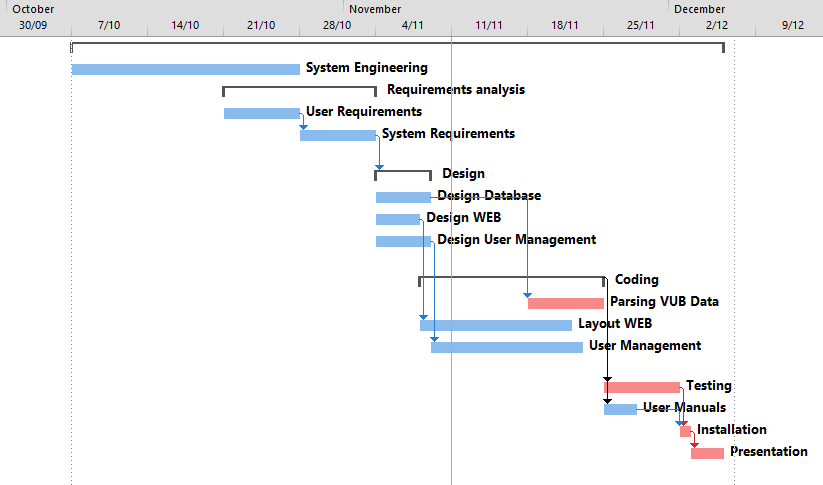 October November December
30/09 7/10 14/10 21/10 28/10 4/11 11/11 18/11 25/11 2/12 9/12
System Engineering
Requirements analysis
User Requirements
System Requirements
Design
Design Database
Design WEB
Design User Management
Coding
Parsing VUB Data
Layout WEB
User Management
Testing
User Manuals
Installation
Presentation